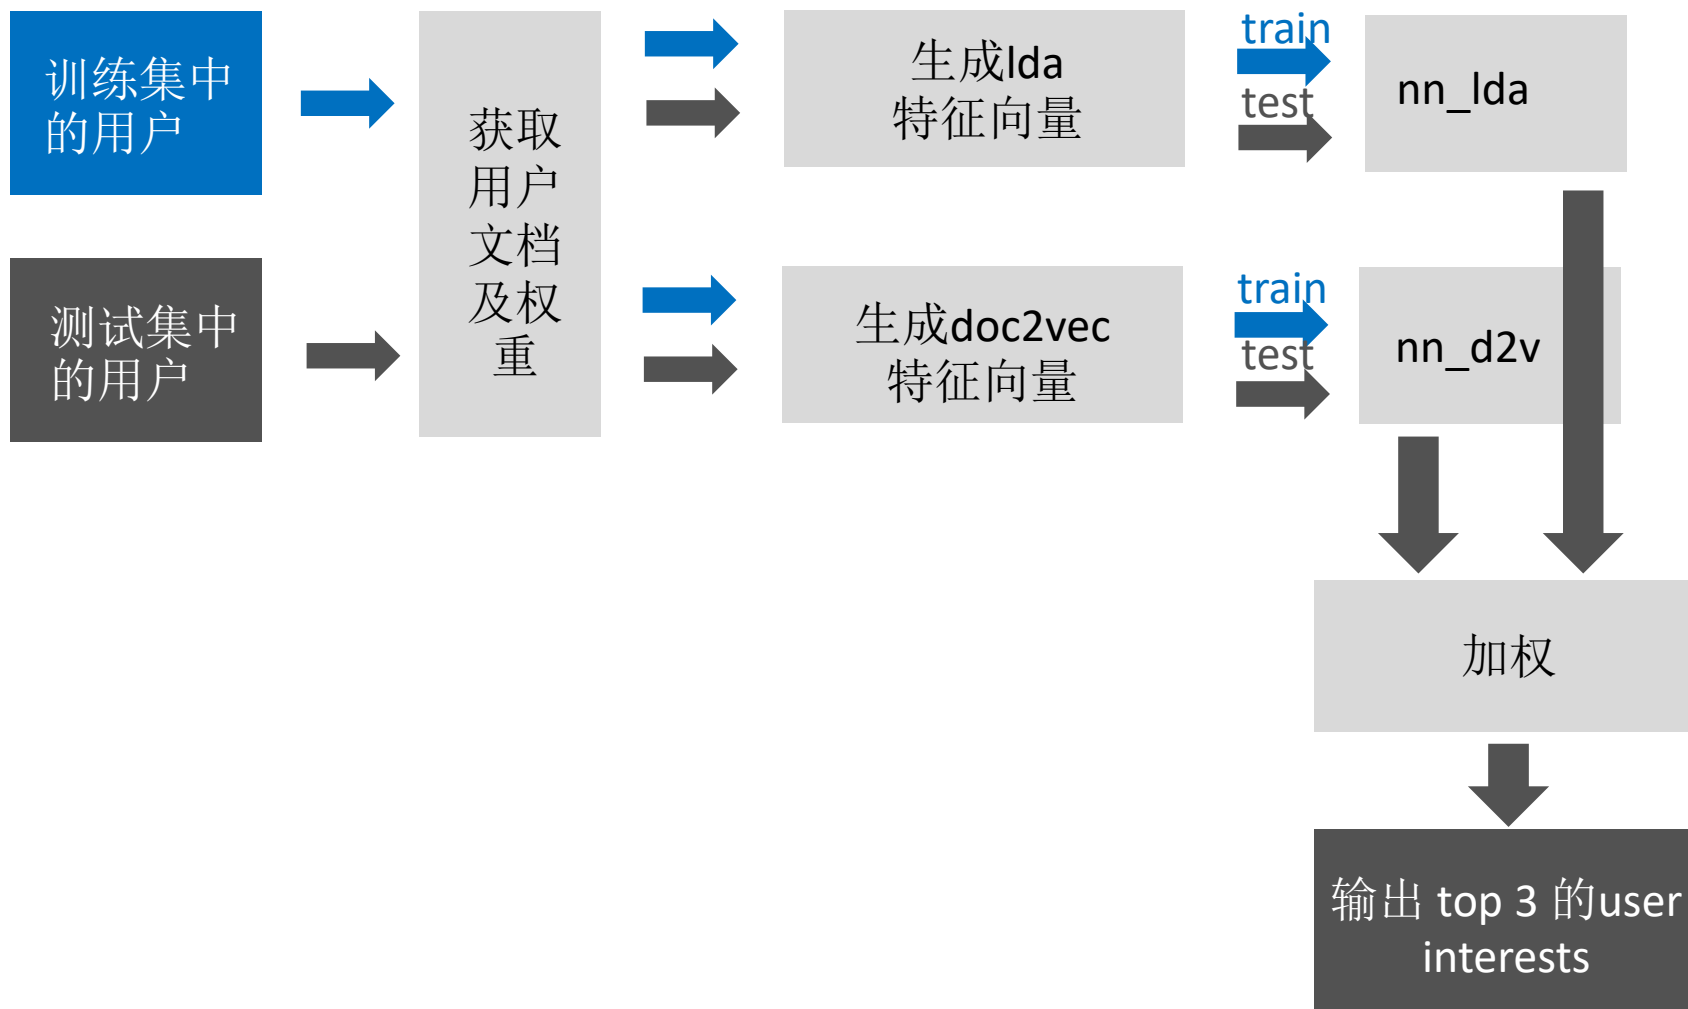 训练集中
的用户
测试集中
的用户
获取
用户
文档
及权
重
生成lda
特征向量
train
test
nn_lda
生成doc2vec
特征向量
train
test
nn_d2v
加权
输出 top 3 的user
interests